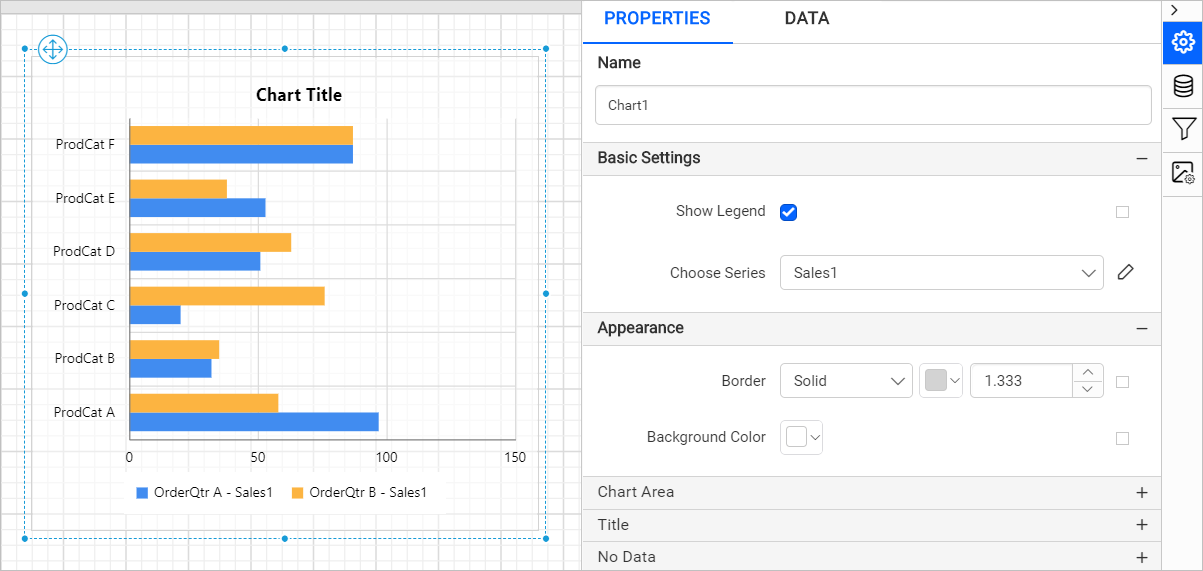 Chart Title
ProdCat F
ProdCat E
ProdCat D
ProdCat C
ProdCat B
ProdCat A
0 50 100 150
OrderQtr A - Sales1 OrderQtr B - Sales1
PROPERTIES DATA
Name
Chart1
Basic Settings
Show Legend
Choose Series Sales1
Appearance
Border Solid 1.333
Background Color
Chart Area
Title
No Data